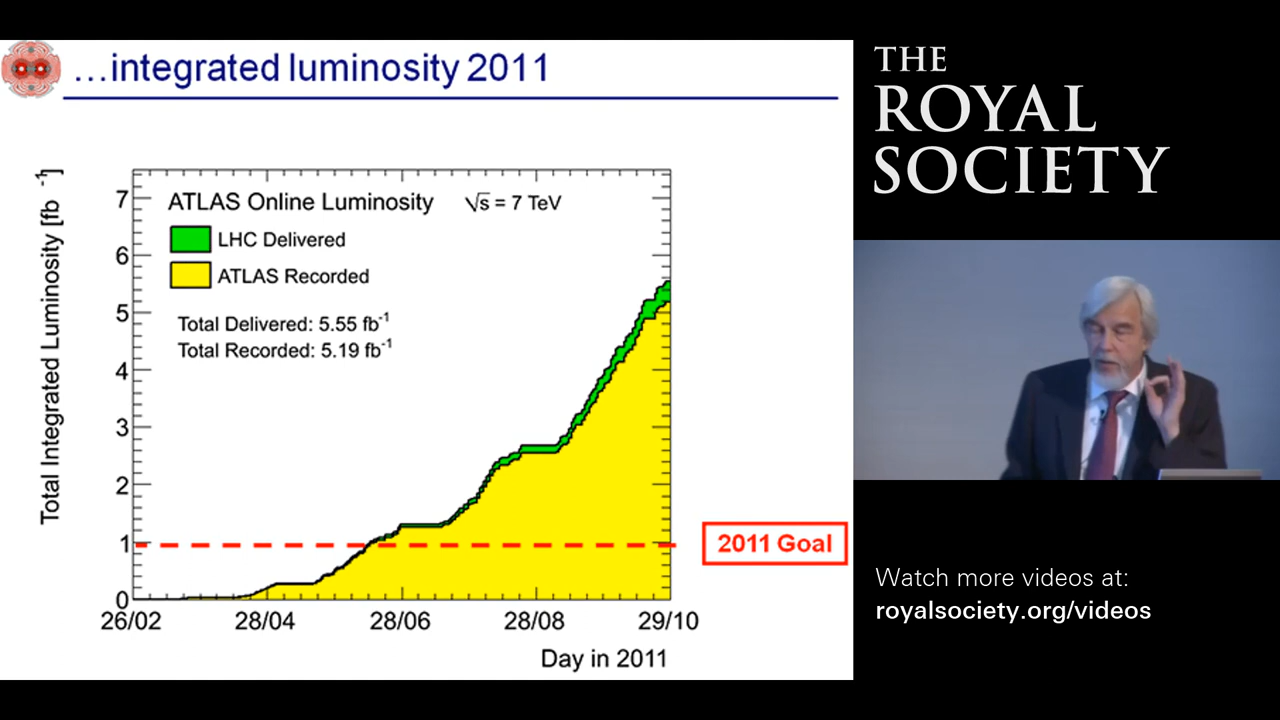 …integrated luminosity 2011
Total Integrated Luminosity [fb⁻¹]
ATLAS Online Luminosity √s = 7 TeV
LHC Delivered
ATLAS Recorded
Total Delivered: 5.55 fb⁻¹
Total Recorded: 5.19 fb⁻¹
7
6
5
4
3
2
1
0
2011 Goal
26/02 28/04 28/06 28/08 29/10
Day in 2011
THE
ROYAL
SOCIETY
Watch more videos at:
royalsociety.org/videos